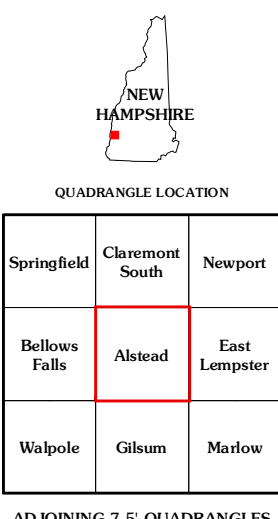 NEW
HAMPSHIRE
QUADRANGLE LOCATION
Springfield
Claremont
South
Newport
Bellows
Falls
Alstead
East
Lempster
Walpole
Gilsum
Marlow
ADJOINING 7.5' QUADRANGLES